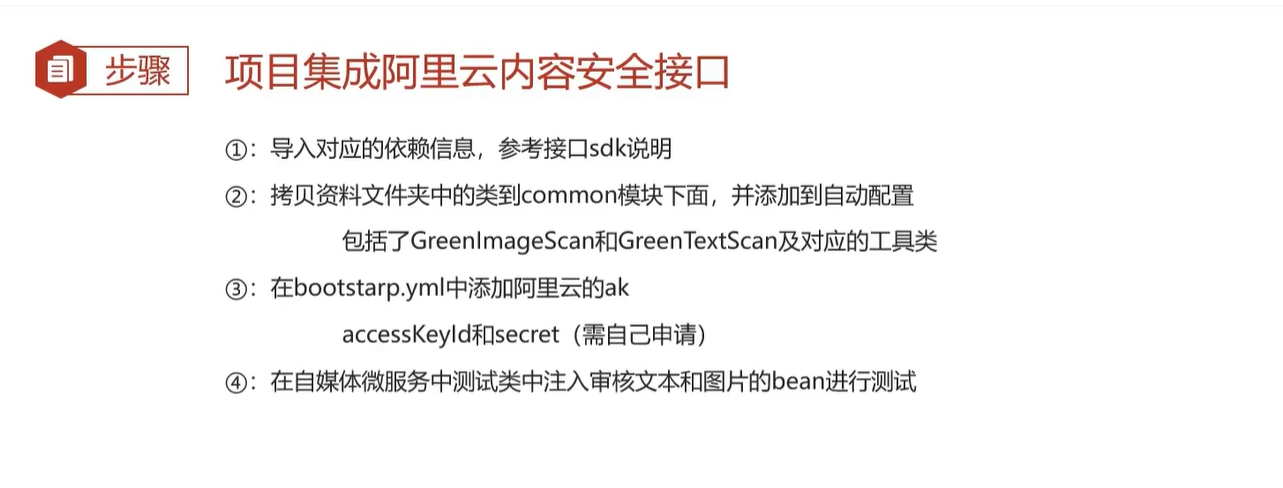 步骤
项目集成阿里云内容安全接口
①：导入对应的依赖信息，参考接口sdk说明
②：拷贝资料文件夹中的类到common模块下面，并添加到自动配置
包括了GreenImageScan和GreenTextScan及对应的工具类
③：在bootstarp.yml中添加阿里云的ak
accessKeyId和secret（需自己申请）
④：在自媒体微服务中测试类中注入审核文本和图片的bean进行测试